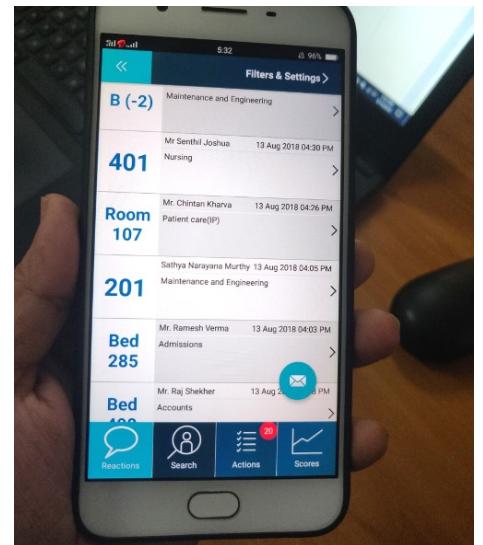 5:32
96%
Filters & Settings
B (-2)
Maintenance and Engineering
Mr Senthil Joshua 13 Aug 2018 04:30 PM
401
Nursing
Mr. Chintan Kharva 13 Aug 2018 04:26 PM
Room
107
Patient care(IP)
Sathya Narayana Murthy 13 Aug 2018 04:05 PM
201
Maintenance and Engineering
Mr. Ramesh Verma 13 Aug 2018 04:03 PM
Bed
285
Admissions
Mr. Raj Shekher 13 Aug PM
Bed
Accounts
20
Reactions
Search
Actions
Scores